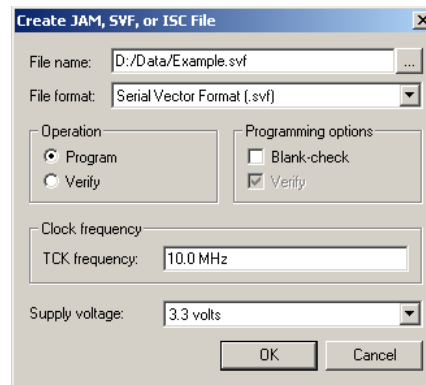 Create JAM, SVF, or ISC File
File name: D:/Data/Example.svf ...
File format: Serial Vector Format (.svf)
Operation
Program
Verify
Programming options
Blank-check
Verify
Clock frequency
TCK frequency: 10.0 MHz
Supply voltage: 3.3 volts
OK Cancel